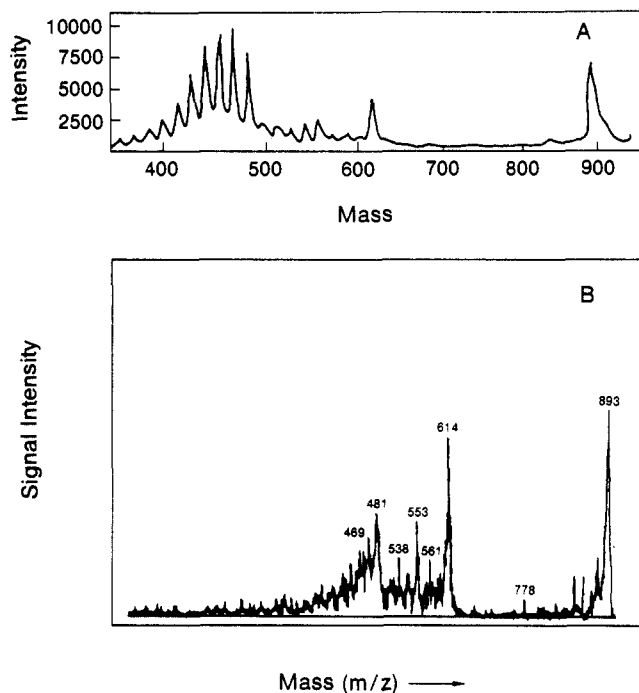 A
Intensity
10000
7500
5000
2500
400 500 600 700 800 900
Mass
B
Signal Intensity
893
614
553
481
469
538
561
778
Mass (m/z)